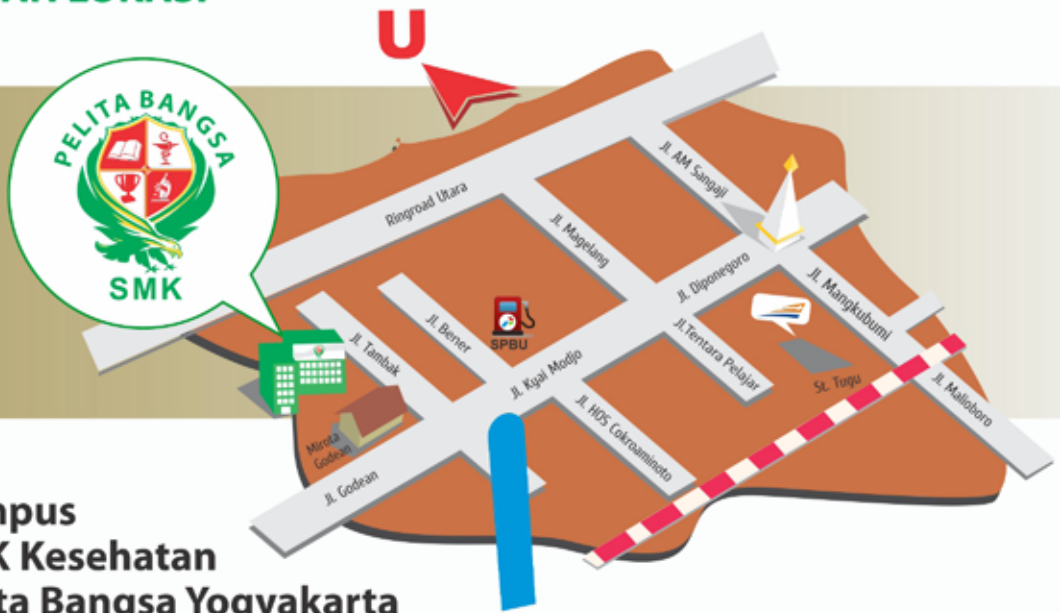 U
PELITA BANGSA
SMK
Ringroad Utara
Jl. AM Sangaji
Jl. Magelang
Jl. Diponegoro
Jl. Mangkubumi
Jl. Bener
Jl. Tambak
SPBU
Jl. Kyai Modjo
Jl.Tentara Pelajar
St. Tugu
Jl. Malioboro
Mirota
Godean
Jl. HOS Cokroaminoto
Jl. Godean
Kesehatan
Bangsa Yogyakarta